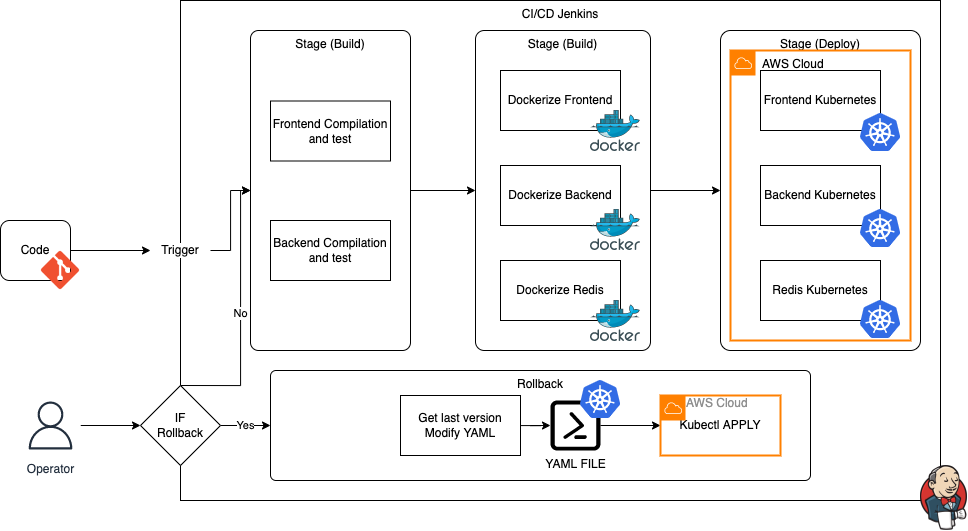 CI/CD Jenkins
Stage (Build)
Frontend Compilation
and test
Backend Compilation
and test
Stage (Build)
Dockerize Frontend
docker
Dockerize Backend
docker
Dockerize Redis
docker
Stage (Deploy)
AWS Cloud
Frontend Kubernetes
Backend Kubernetes
Redis Kubernetes
Code
Trigger
No
Operator
IF
Rollback
Yes
Rollback
Get last version
Modify YAML
YAML FILE
AWS Cloud
Kubectl APPLY